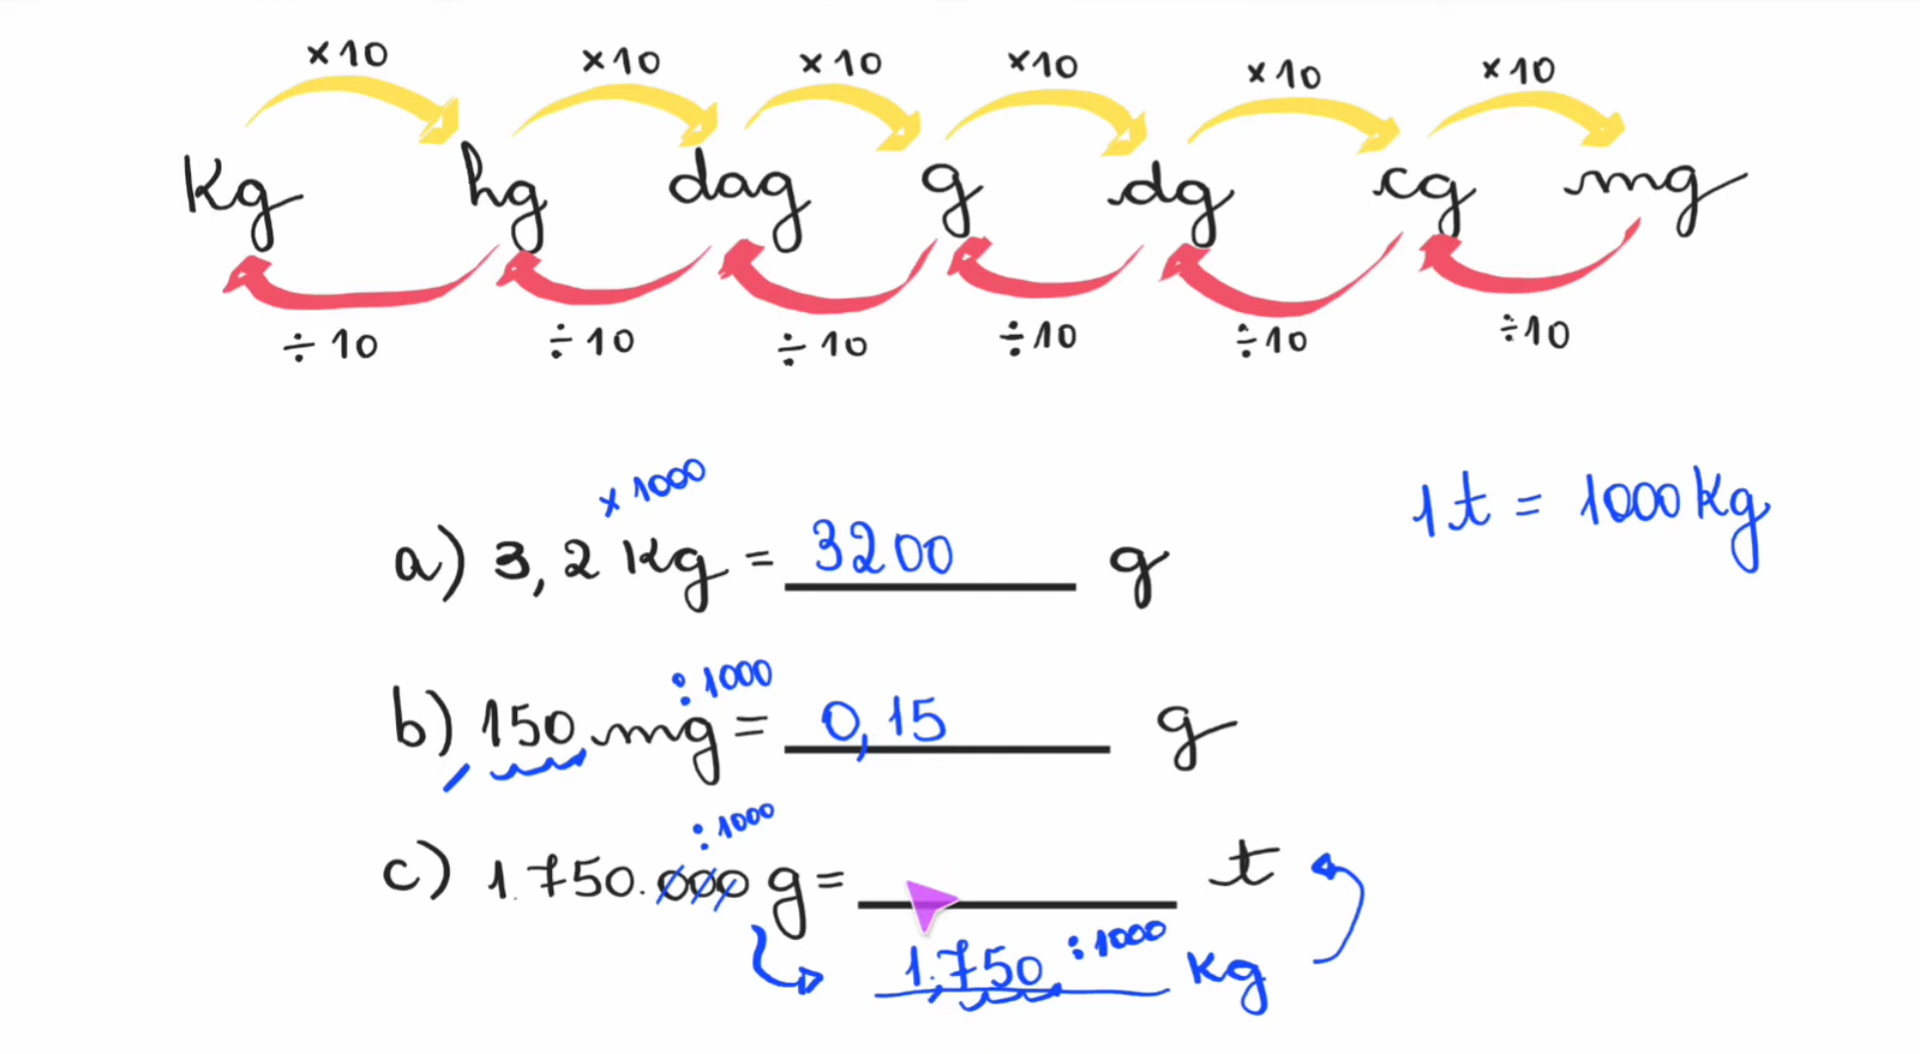 ×10 ×10 ×10 ×10 ×10 ×10
Kg hg dag g dg cg mg
÷10 ÷10 ÷10 ÷10 ÷10 ÷10
×1000
a) 3,2 Kg = 3200 g
1t = 1000 Kg
:1000
b) 150 mg = 0,15 g
:1000
c) 1.750.000 g = t
1.,750 :1000 Kg